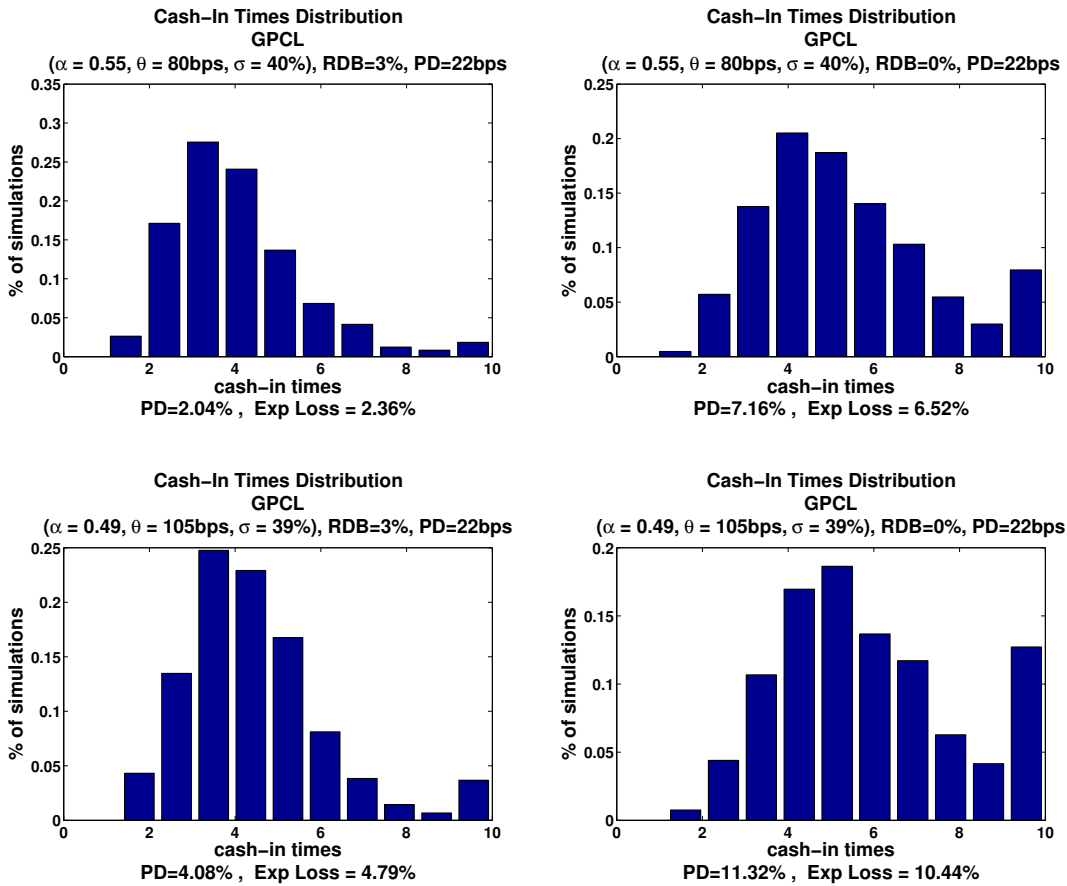 Cash-In Times Distribution
GPCL
(α = 0.55, θ = 80bps, σ = 40%), RDB=3%, PD=22bps
0.35
0.3
0.25
0.2
0.15
0.1
0.05
0
% of simulations
0 2 4 6 8 10
cash-in times
PD=2.04% , Exp Loss = 2.36%
Cash-In Times Distribution
GPCL
(α = 0.55, θ = 80bps, σ = 40%), RDB=0%, PD=22bps
0.25
0.2
0.15
0.1
0.05
0
% of simulations
0 2 4 6 8 10
cash-in times
PD=7.16% , Exp Loss = 6.52%
Cash-In Times Distribution
GPCL
(α = 0.49, θ = 105bps, σ = 39%), RDB=3%, PD=22bps
0.25
0.2
0.15
0.1
0.05
0
% of simulations
0 2 4 6 8 10
cash-in times
PD=4.08% , Exp Loss = 4.79%
Cash-In Times Distribution
GPCL
(α = 0.49, θ = 105bps, σ = 39%), RDB=0%, PD=22bps
0.2
0.15
0.1
0.05
0
% of simulations
0 2 4 6 8 10
cash-in times
PD=11.32% , Exp Loss = 10.44%